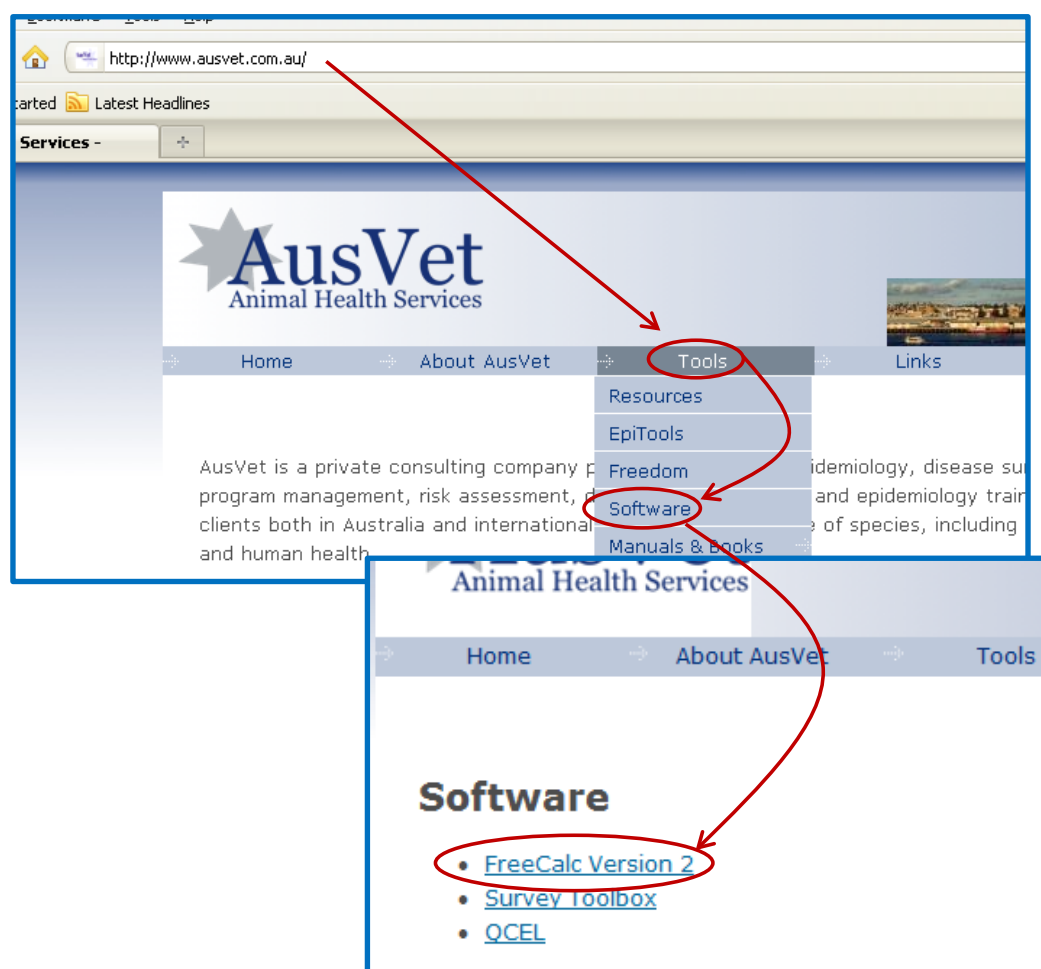 Tools
http://www.ausvet.com.au/
tarted Latest Headlines
Services -
AusVet
Animal Health Services
Home About AusVet Tools Links
Resources
EpiTools
Freedom
Software
Manuals & Books
AusVet is a private consulting company p idemiology, disease su
program management, risk assessment, d and epidemiology train
clients both in Australia and international e of species, including
and human health
Animal Health Services
Home About AusVet Tools
Software
FreeCalc Version 2
Survey Toolbox
QCEL